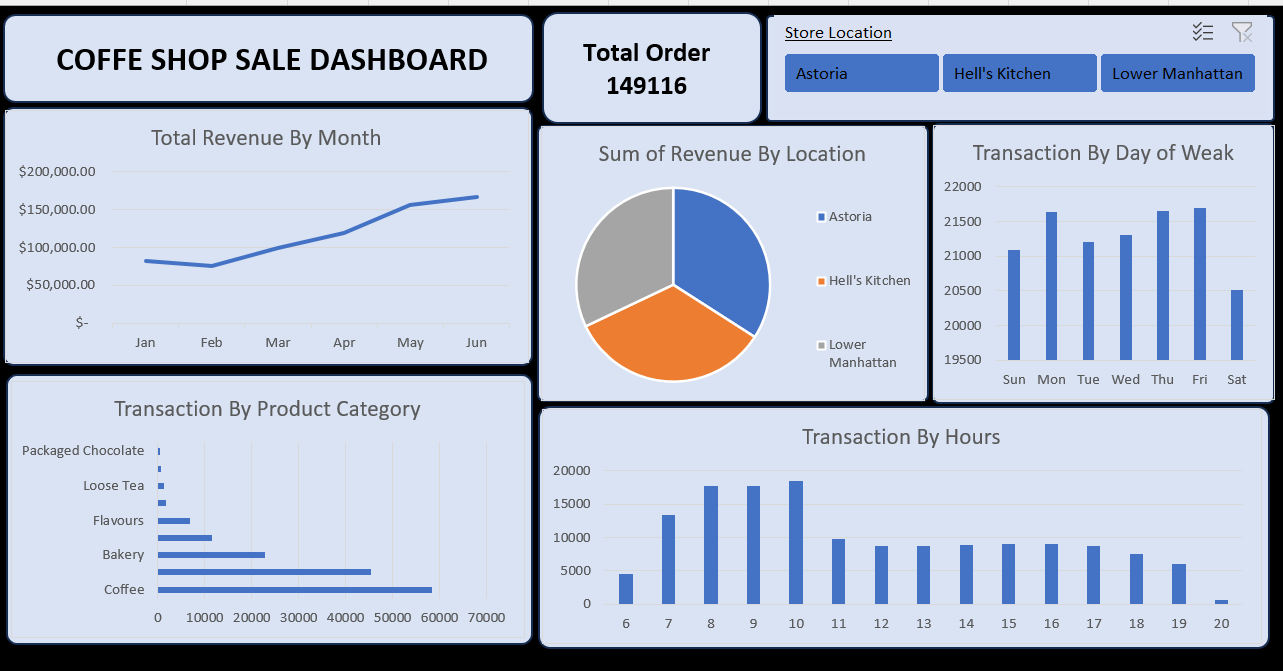 COFFE SHOP SALE DASHBOARD
Total Order
149116
Store Location
Astoria
Hell's Kitchen
Lower Manhattan
Total Revenue By Month
$200,000.00
$150,000.00
$100,000.00
$50,000.00
$-
Jan Feb Mar Apr May Jun
Sum of Revenue By Location
Astoria
Hell's Kitchen
Lower
Manhattan
Transaction By Day of Weak
22000
21500
21000
20500
20000
19500
Sun Mon Tue Wed Thu Fri Sat
Transaction By Product Category
Packaged Chocolate
Loose Tea
Flavours
Bakery
Coffee
0 10000 20000 30000 40000 50000 60000 70000
Transaction By Hours
20000
15000
10000
5000
0
6 7 8 9 10 11 12 13 14 15 16 17 18 19 20